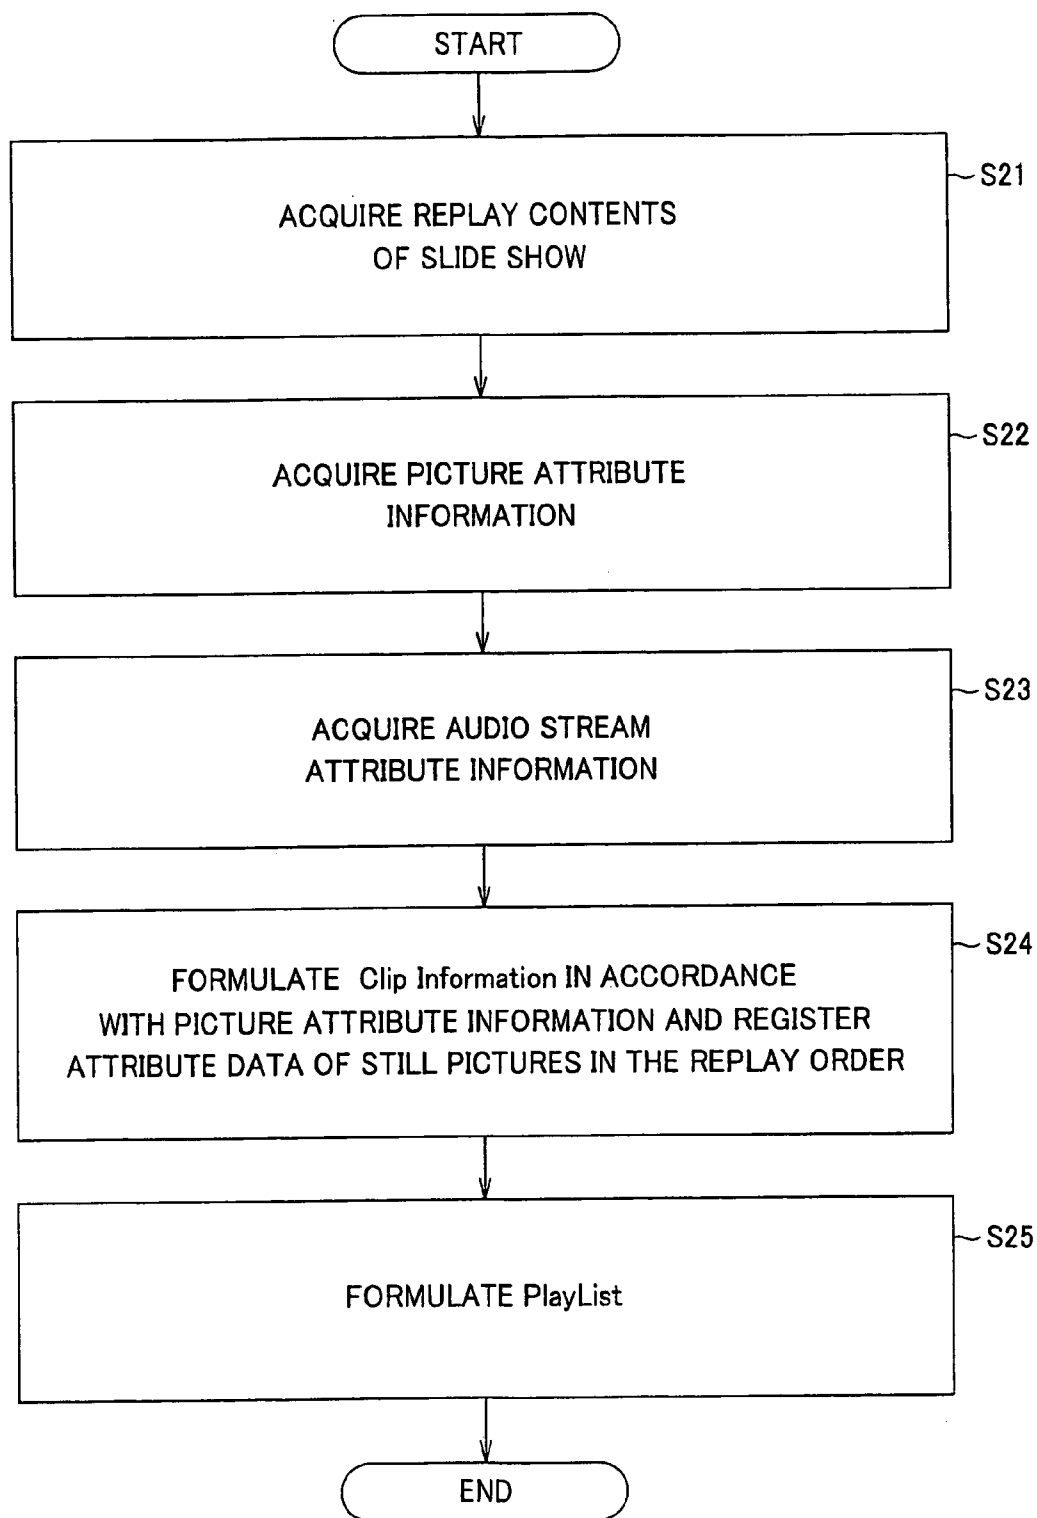 START
ACQUIRE REPLAY CONTENTS
OF SLIDE SHOW
S21
ACQUIRE PICTURE ATTRIBUTE
INFORMATION
S22
ACQUIRE AUDIO STREAM
ATTRIBUTE INFORMATION
S23
FORMULATE Clip Information IN ACCORDANCE
WITH PICTURE ATTRIBUTE INFORMATION AND REGISTER
ATTRIBUTE DATA OF STILL PICTURES IN THE REPLAY ORDER
S24
FORMULATE PlayList
S25
END